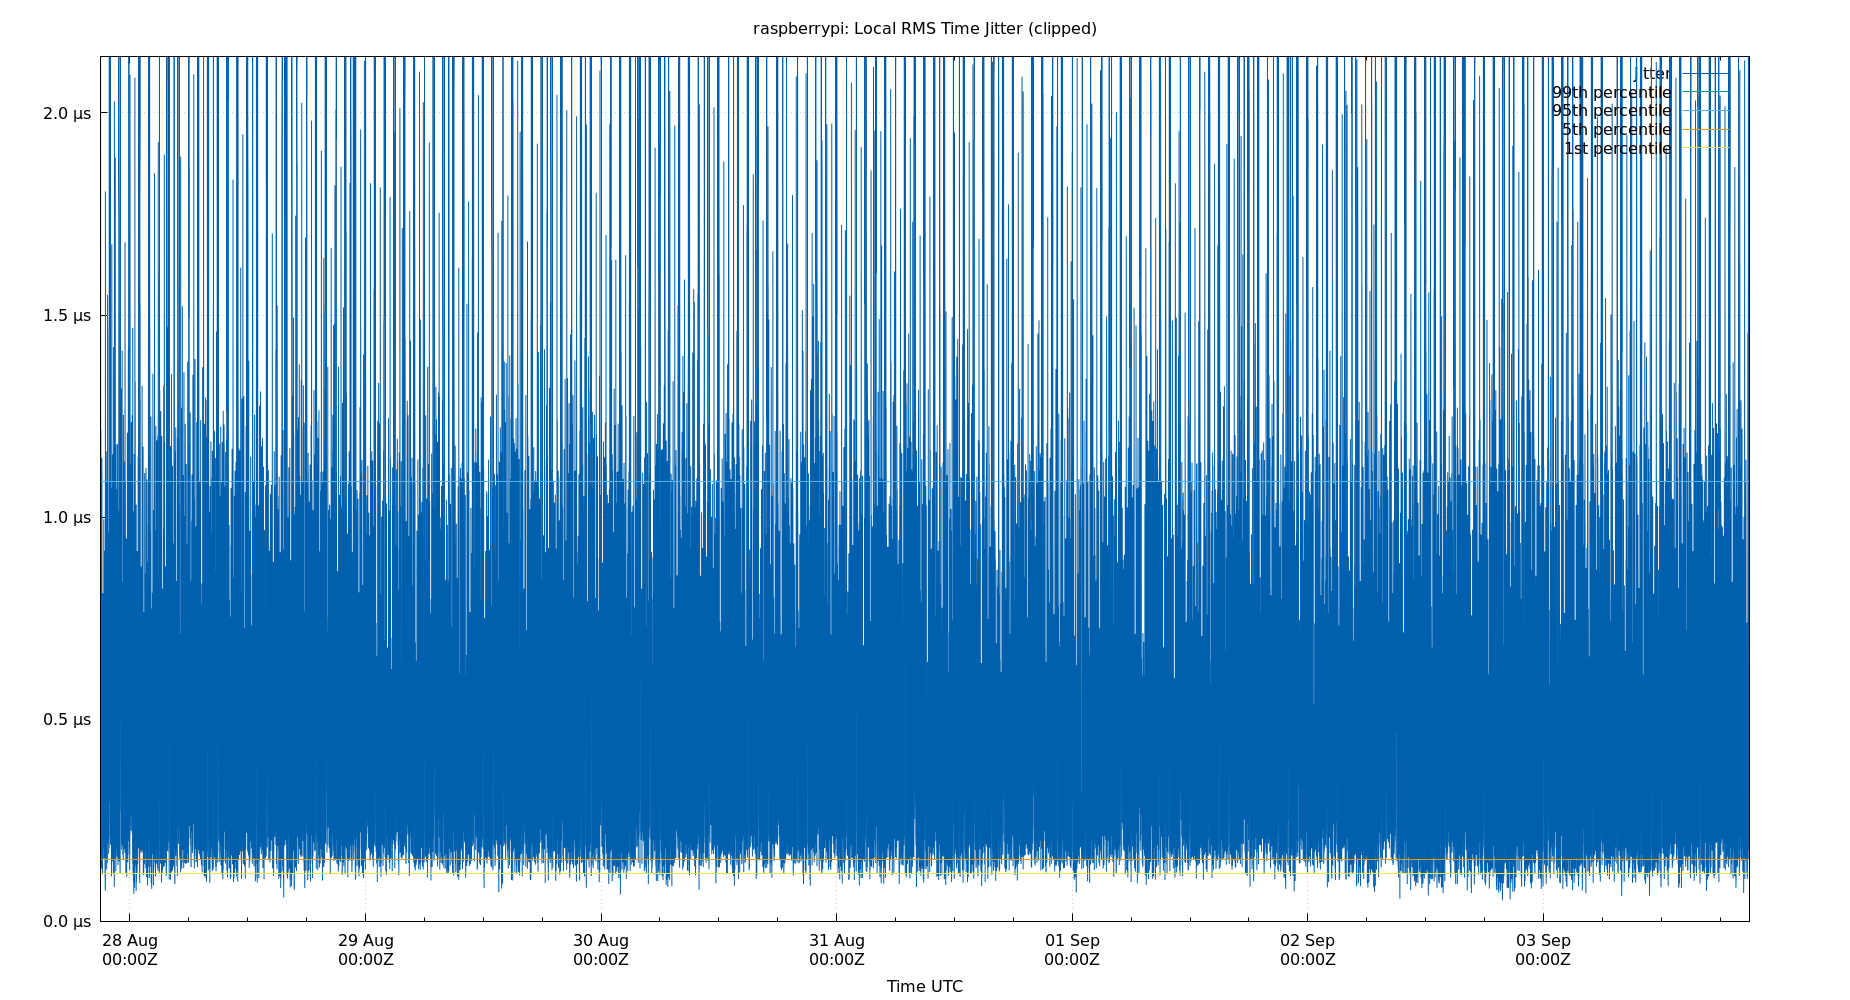 raspberrypi: Local RMS Time Jitter (clipped)
jitter
99th percentile
95th percentile
5th percentile
1st percentile
2.0 µs
1.5 µs
1.0 µs
0.5 µs
0.0 µs
28 Aug 29 Aug 30 Aug 31 Aug 01 Sep 02 Sep 03 Sep
00:00Z 00:00Z 00:00Z 00:00Z 00:00Z 00:00Z 00:00Z
Time UTC